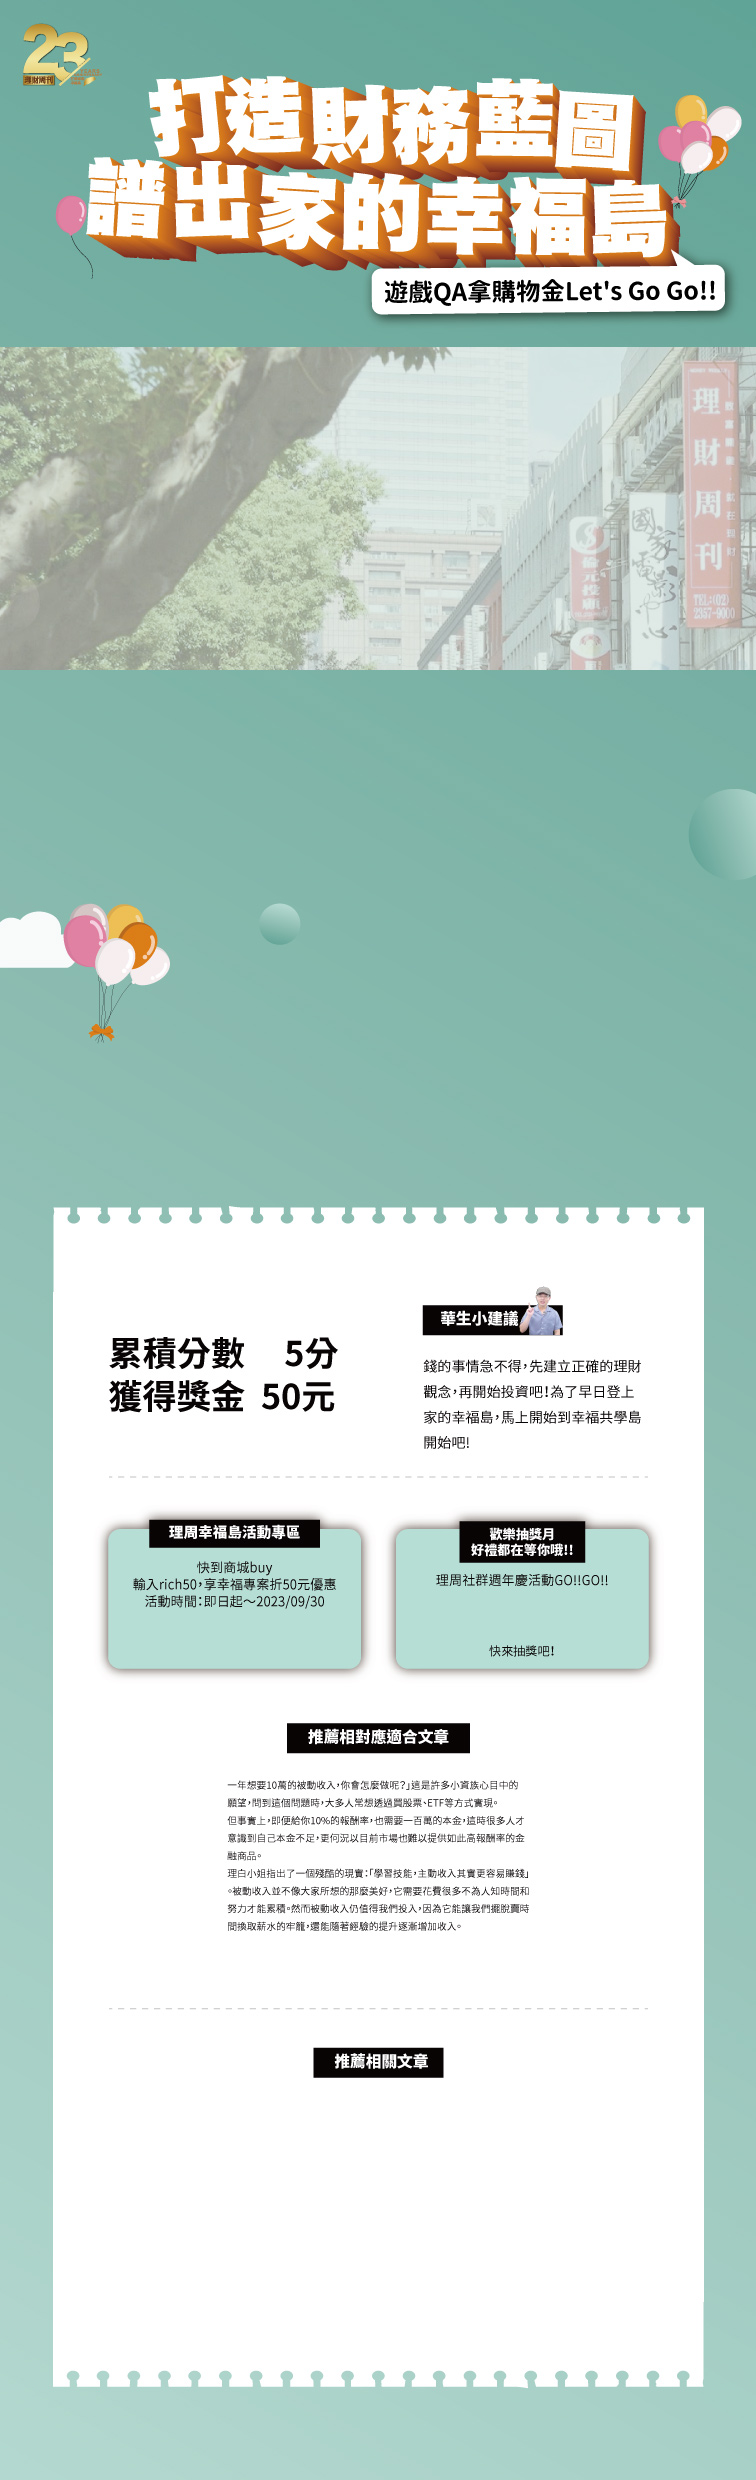 23
理財周刊
打造財務藍圖
譜出家的幸福島
遊戲QA拿購物金Let's Go Go!!
理財周刊
TEL:(02)
2357-9000
國家電影中心
倫元投顧
累積分數 5分
獲得獎金 50元
華生小建議
錢的事情急不得，先建立正確的理財
觀念，再開始投資吧！為了早日登上
家的幸福島，馬上開始到幸福共學島
開始吧!
理周幸福島活動專區
快到商城buy
輸入rich50，享幸福專案折50元優惠
活動時間：即日起～2023/09/30
歡樂抽獎月
好禮都在等你哦!!
理周社群週年慶活動GO!!GO!!
快來抽獎吧！
推薦相對應適合文章
一年想要10萬的被動收入，你會怎麼做呢？」這是許多小資族心目中的
願望，問到這個問題時，大多人常想透過買股票、ETF等方式實現。
但事實上，即便給你10%的報酬率，也需要一百萬的本金，這時很多人才
意識到自己本金不足，更何況以目前市場也難以提供如此高報酬率的金
融商品。
理白小姐指出了一個殘酷的現實：「學習技能，主動收入其實更容易賺錢」
。被動收入並不像大家所想的那麼美好，它需要花費很多不為人知時間和
努力才能累積。然而被動收入仍值得我們投入，因為它能讓我們擺脫賣時
間換取薪水的牢籠，還能隨著經驗的提升逐漸增加收入。
推薦相關文章